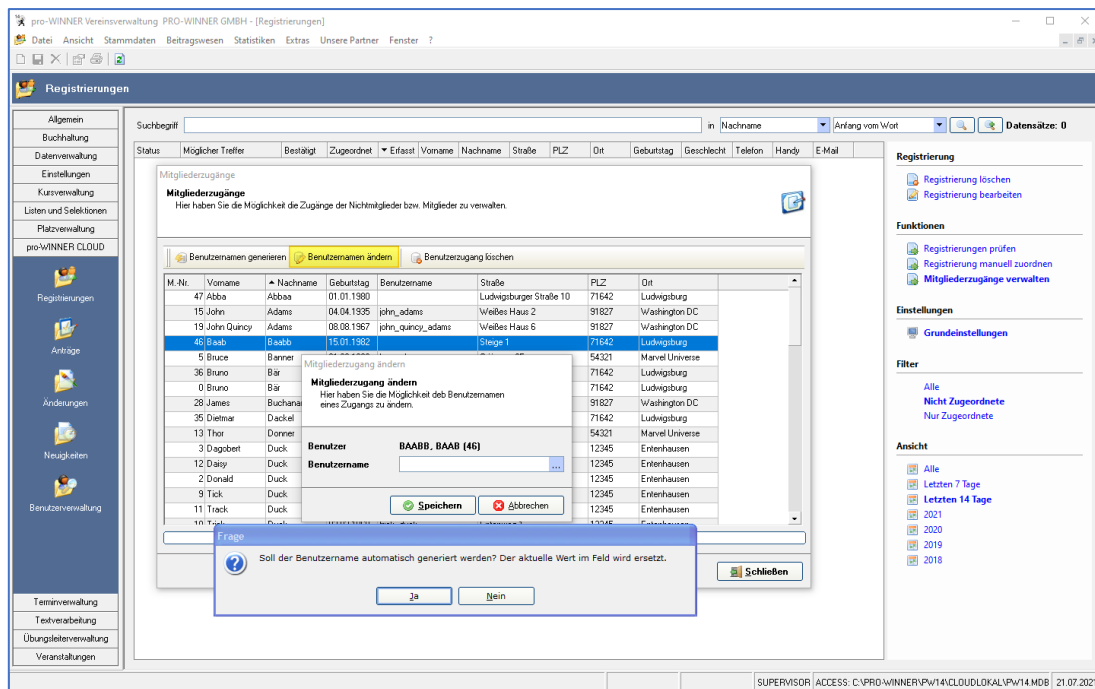 pro-WINNER Vereinsverwaltung PRO-WINNER GMBH - [Registrierungen]
Datei Ansicht Stammdaten Beitragswesen Statistiken Extras Unsere Partner Fenster ?
Registrierungen
Allgemein
Buchhaltung
Datenverwaltung
Einstellungen
Kursverwaltung
Listen und Selektionen
Platzverwaltung
pro-WINNER CLOUD
Registrierungen
Anträge
Änderungen
Neuigkeiten
Benutzerverwaltung
Terminverwaltung
Textverarbeitung
Übungsleiterverwaltung
Veranstaltungen
Suchbegriff in Nachname Anfang vom Wort Datensätze: 0
Status Möglicher Treffer Bestätigt Zugeordnet Erfasst Vorname Nachname Straße PLZ Ort Geburtstag Geschlecht Telefon Handy E-Mail
Mitgliederzugänge
Mitgliederzugänge
Hier haben Sie die Möglichkeit die Zugänge der Nichtmitglieder bzw. Mitglieder zu verwalten.
Benutzernamen generieren Benutzernamen ändern Benutzerzugang löschen
M.-Nr. Vorname Nachname Geburtstag Benutzername Straße PLZ Ort
47 Abba Abbaa 01.01.1980 Ludwigsburger Straße 10 71642 Ludwigsburg
15 John Adams 04.04.1935 john_adams Weißes Haus 2 91827 Washington DC
19 John Quincy Adams 08.08.1967 john_quincy_adams Weißes Haus 6 91827 Washington DC
46 Baab Baabb 15.01.1982 Steige 1 71642 Ludwigsburg
5 Bruce Banner 54321 Marvel Universe
36 Bruno Bär 71642 Ludwigsburg
0 Bruno Bär 71642 Ludwigsburg
28 James Buchana 91827 Washington DC
35 Dietmar Dackel 71642 Ludwigsburg
13 Thor Donner 54321 Marvel Universe
3 Dagobert Duck 12345 Entenhausen
12 Daisy Duck 12345 Entenhausen
2 Donald Duck 12345 Entenhausen
9 Tick Duck 12345 Entenhausen
11 Track Duck 12345 Entenhausen
10 Trick Duck 12345 Entenhausen
Mitgliederzugang ändern
Mitgliederzugang ändern
Hier haben Sie die Möglichkeit deb Benutzernamen
eines Zugangs zu ändern.
Benutzer BAABB, BAAB (46)
Benutzername ...
Speichern Abbrechen
Frage
Soll der Benutzername automatisch generiert werden? Der aktuelle Wert im Feld wird ersetzt.
Ja Nein
Schließen
Registrierung
Registrierung löschen
Registrierung bearbeiten
Funktionen
Registrierungen prüfen
Registrierung manuell zuordnen
Mitgliederzugänge verwalten
Einstellungen
Grundeinstellungen
Filter
Alle
Nicht Zugeordnete
Nur Zugeordnete
Ansicht
Alle
Letzten 7 Tage
Letzten 14 Tage
2021
2020
2019
2018
SUPERVISOR ACCESS: C:\PRO-WINNER\PW14\CLOUDLOKAL\PW14.MDB 21.07.2021